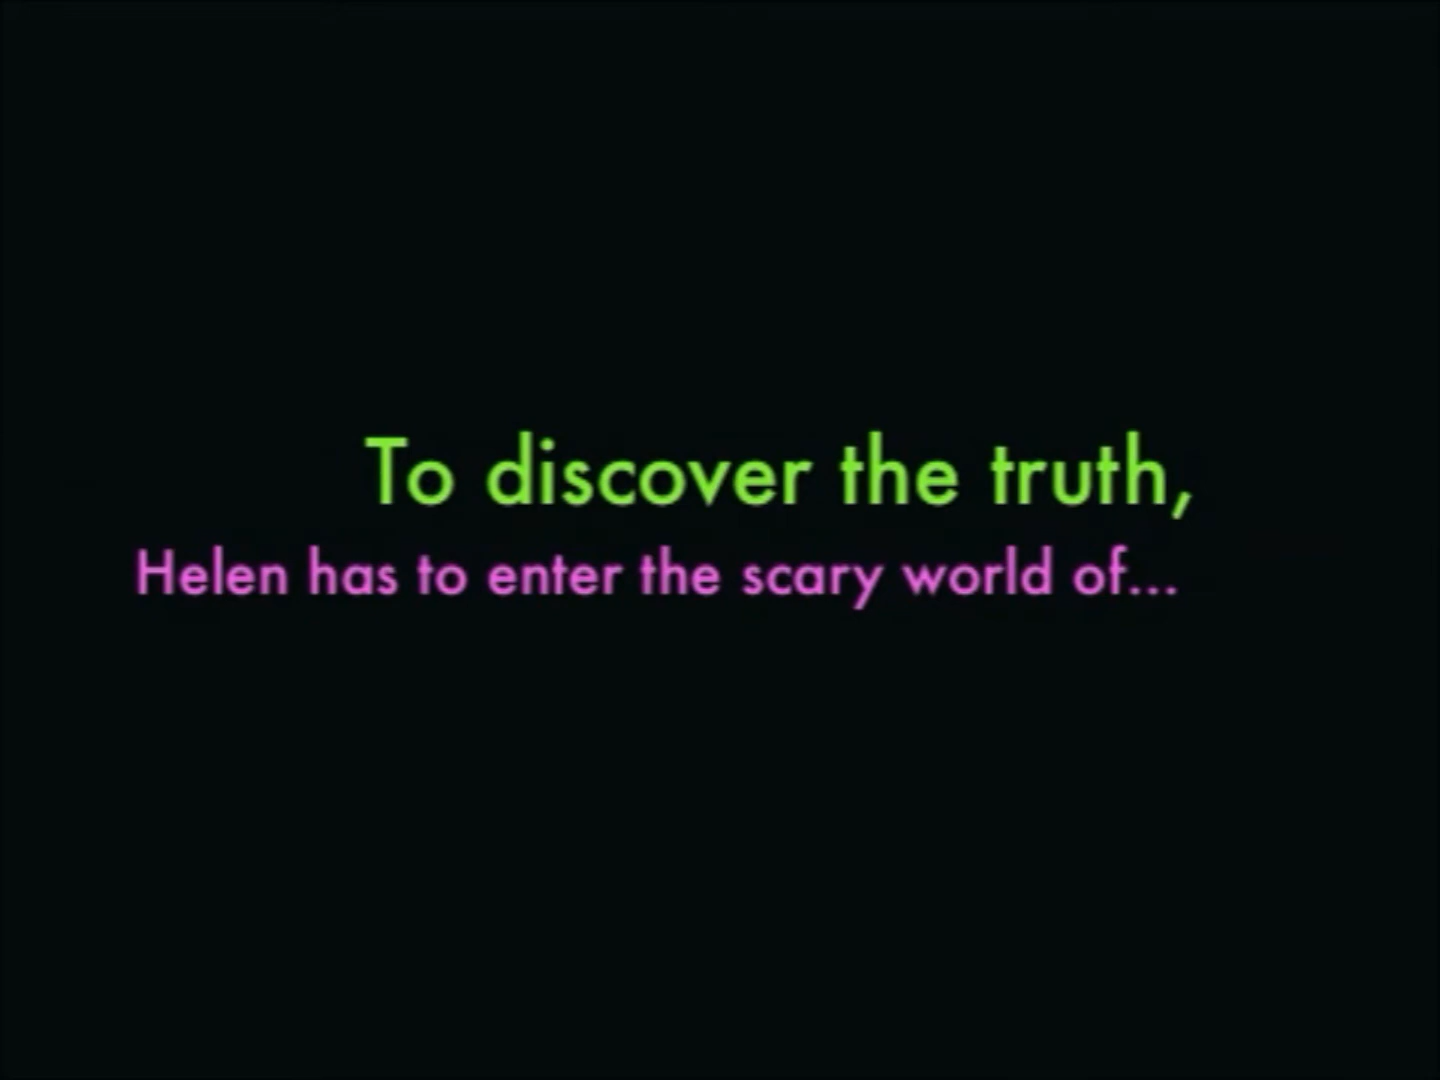 To discover the truth,
Helen has to enter the scary world of...